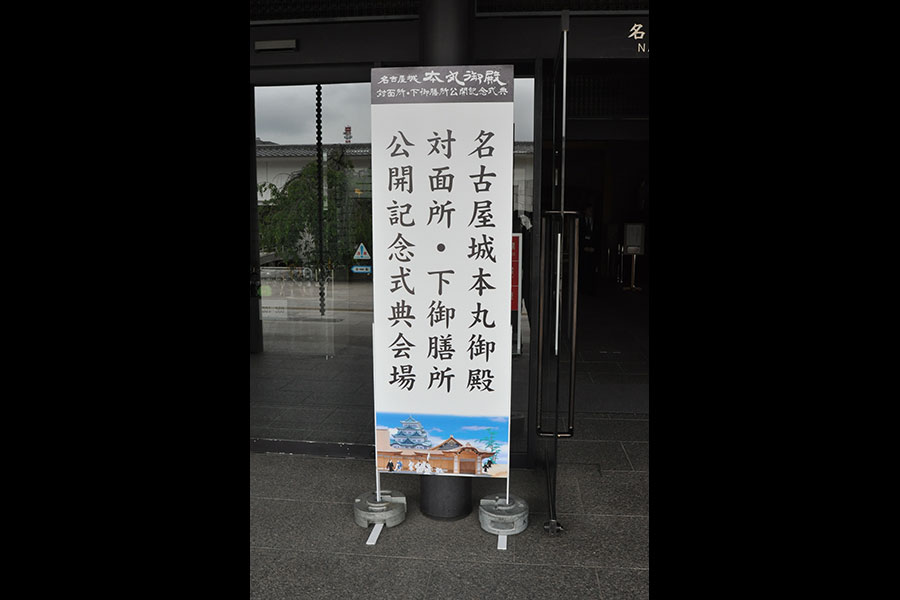 名古屋城 本丸御殿
対面所・下御膳所公開記念式典
名古屋城本丸御殿
対面所・下御膳所
公開記念式典会場
名